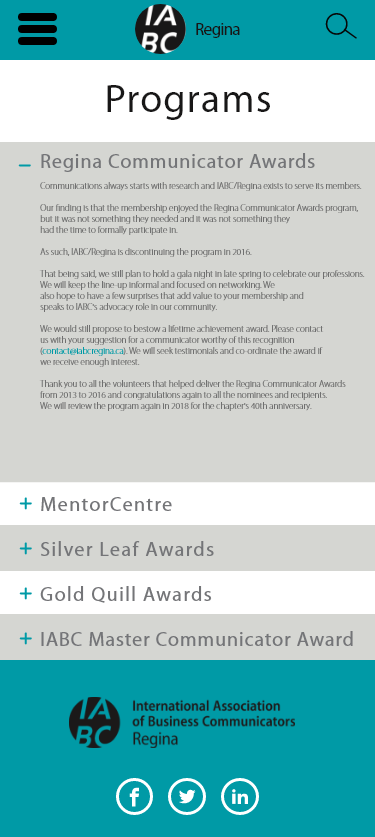 IABC
Regina
Programs
Regina Communicator Awards
Communications always starts with research and IABC/Regina exists to serve its members.
Our finding is that the membership enjoyed the Regina Communicator Awards program,
but it was not something they needed and it was not something they
had the time to formally participate in.
As such, IABC/Regina is discontinuing the program in 2016.
That being said, we still plan to hold a gala night in late spring to celebrate our professions.
We will keep the line-up informal and focused on networking. We
also hope to have a few surprises that add value to your membership and
speaks to IABC's advocacy role in our community.
We would still propose to bestow a lifetime achievement award. Please contact
us with your suggestion for a communicator worthy of this recognition
(contact@iabcregina.ca). We will seek testimonials and co-ordinate the award if
we receive enough interest.
Thank you to all the volunteers that helped deliver the Regina Communicator Awards
from 2013 to 2016 and congratulations again to all the nominees and recipients.
We will review the program again in 2018 for the chapter's 40th anniversary.
MentorCentre
Silver Leaf Awards
Gold Quill Awards
IABC Master Communicator Award
IABC
International Association
of Business Communicators
Regina
f
in